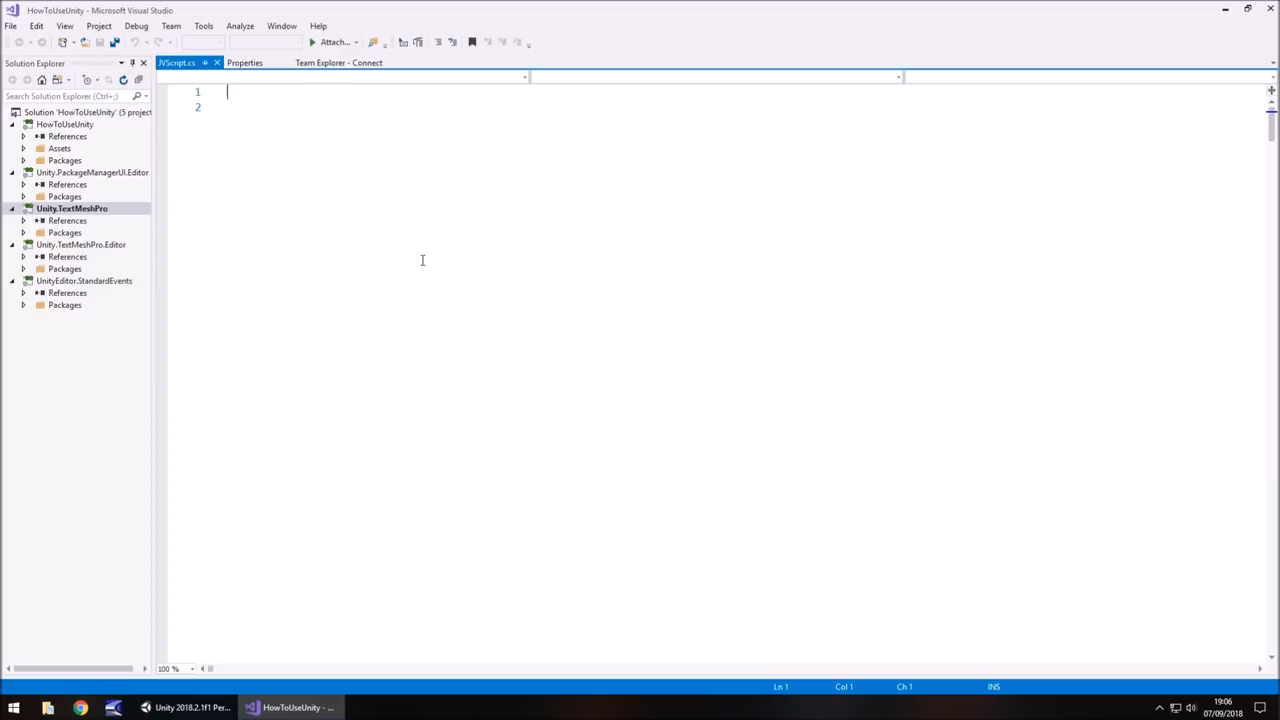 HowToUseUnity - Microsoft Visual Studio
File Edit View Project Debug Team Tools Analyze Window Help
Attach...
Solution Explorer
JVScript.cs Properties Team Explorer - Connect
Search Solution Explorer (Ctrl+;)
1
2
Solution 'HowToUseUnity' (5 project
HowToUseUnity
References
Assets
Packages
Unity.PackageManagerUI.Editor
References
Packages
Unity.TextMeshPro
References
Packages
Unity.TextMeshPro.Editor
References
Packages
UnityEditor.StandardEvents
References
Packages
100 %
Ln 1 Col 1 Ch 1 INS
Unity 2018.2.1f1 Per... HowToUseUnity - ...
19:06
07/09/2018